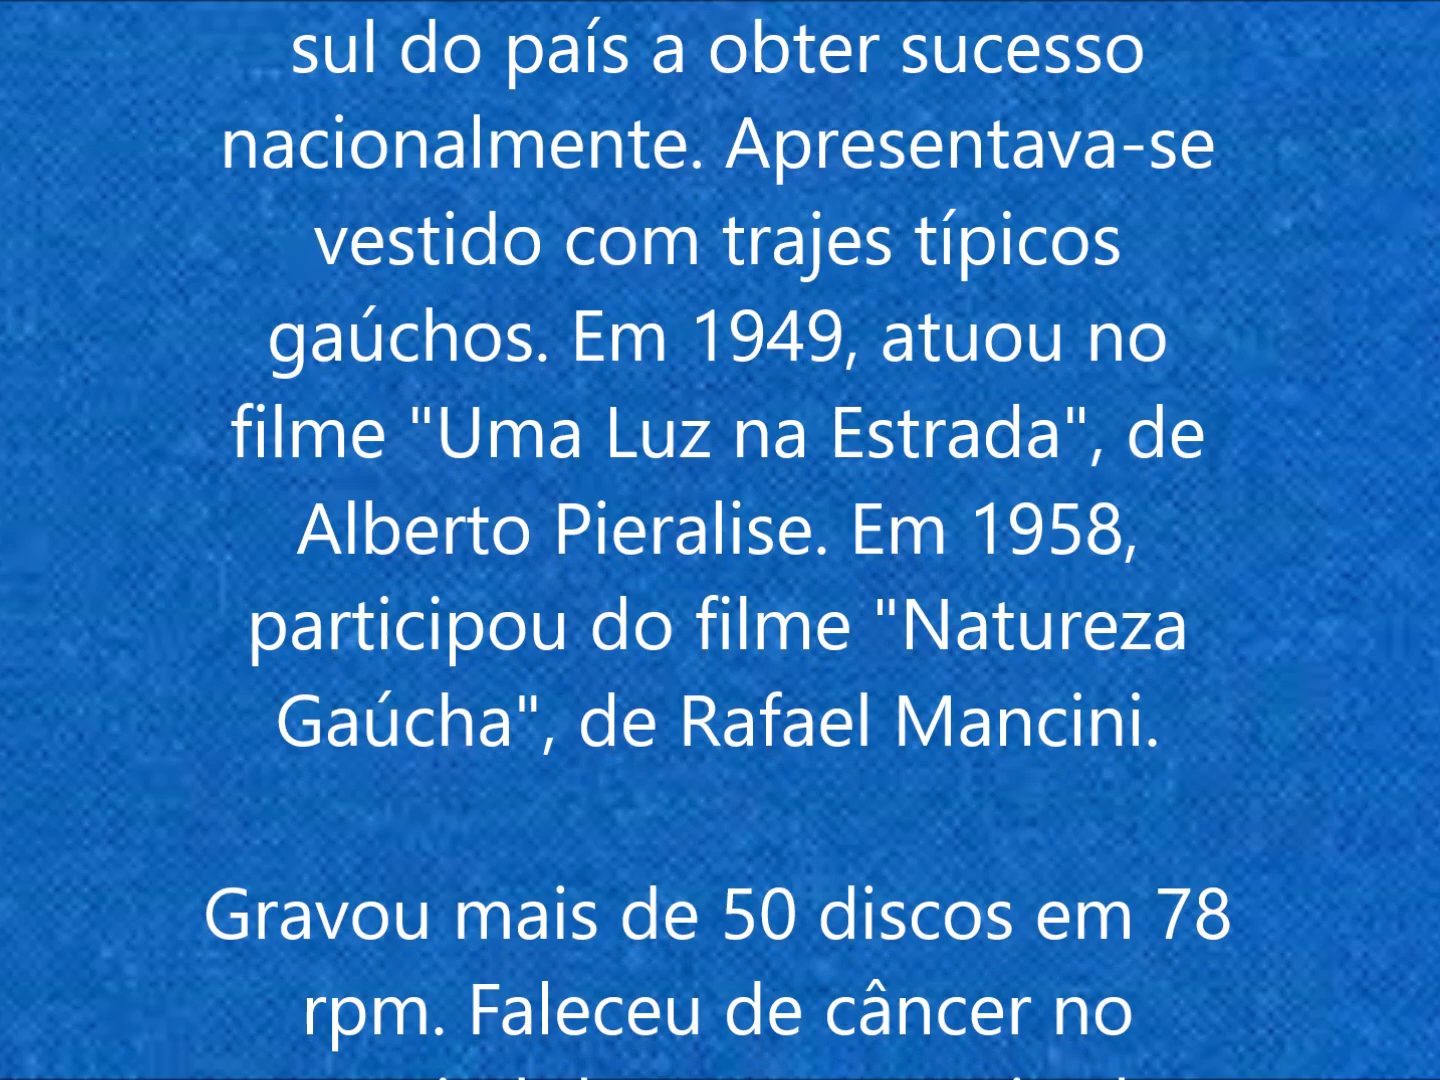 sul do país a obter sucesso
nacionalmente. Apresentava-se
vestido com trajes típicos
gaúchos. Em 1949, atuou no
filme "Uma Luz na Estrada", de
Alberto Pieralise. Em 1958,
participou do filme "Natureza
Gaúcha", de Rafael Mancini.
Gravou mais de 50 discos em 78
rpm. Faleceu de câncer no